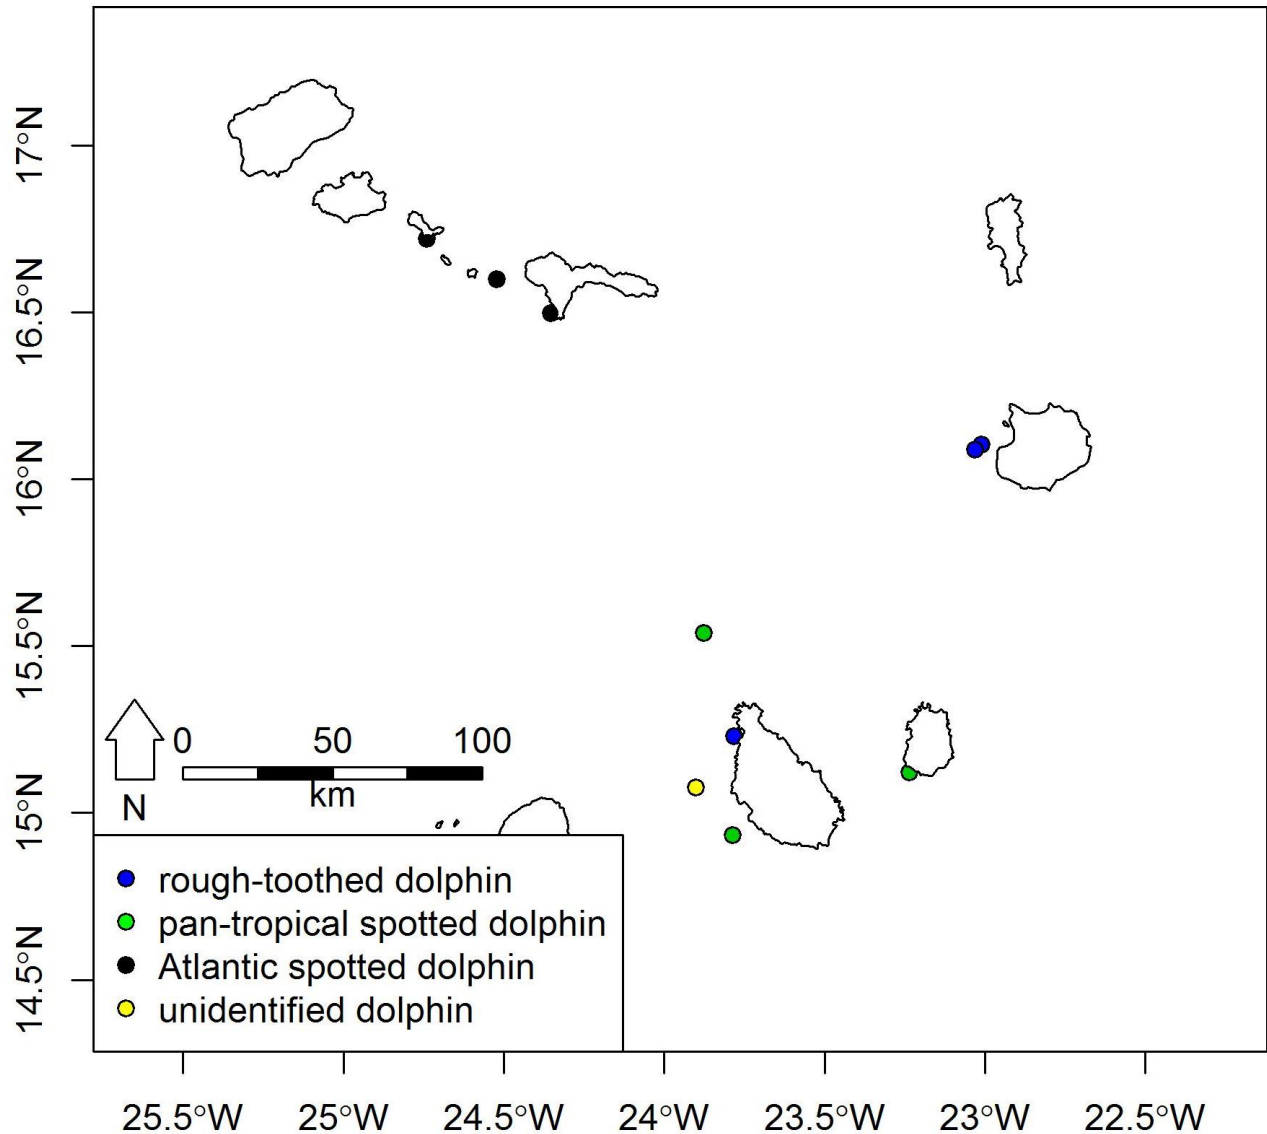 17°N
16.5°N
16°N
15.5°N
15°N
14.5°N
0 50 100
km
N
rough-toothed dolphin
pan-tropical spotted dolphin
Atlantic spotted dolphin
unidentified dolphin
25.5°W 25°W 24.5°W 24°W 23.5°W 23°W 22.5°W